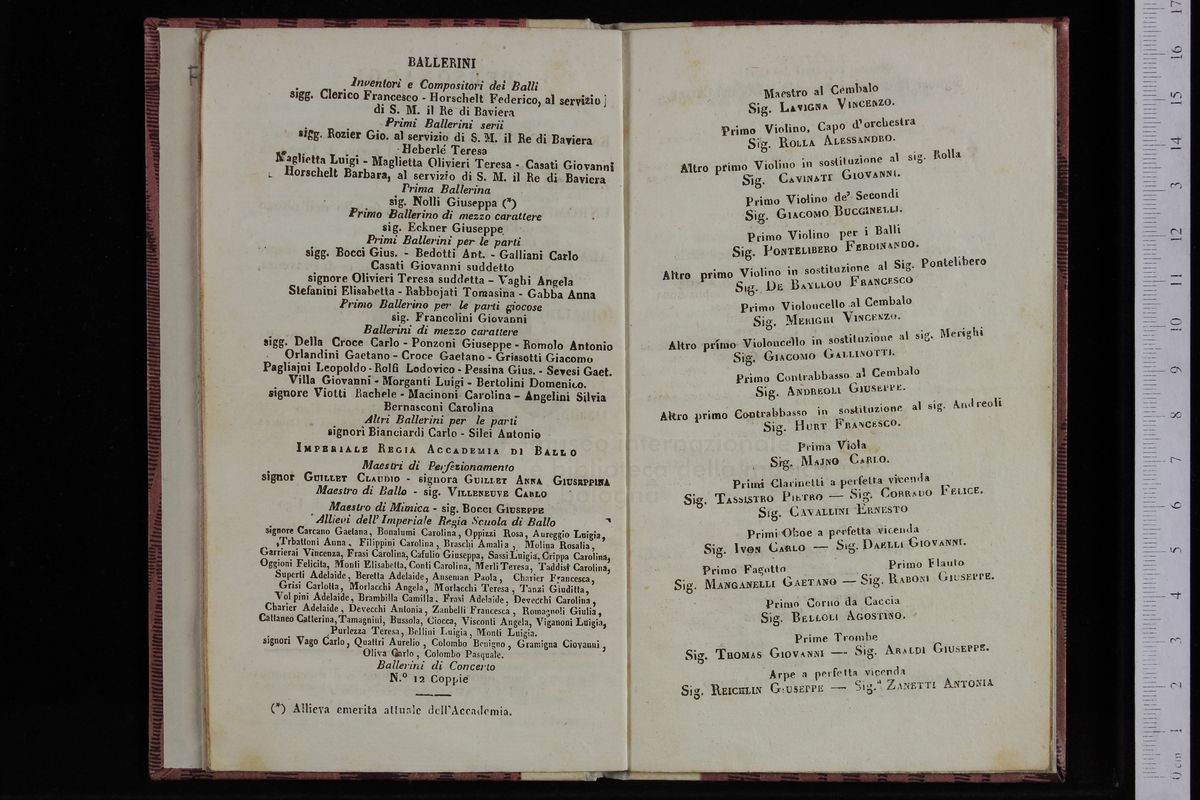 BALLERINI
Inventori e Compositori dei Balli
sigg. Clerico Francesco - Horschelt Federico, al servizio
di S. M. il Re di Baviera
Primi Ballerini serii
sigg. Rozier Gio. al servizio di S. M. il Re di Baviera
Heberlé Teresa
Maglietta Luigi - Maglietta Olivieri Teresa - Casati Giovanni
Horschelt Barbara, al servizio di S. M. il Re di Baviera
Prima Ballerina
sig. Nolli Giuseppa (*)
Primo Ballerino di mezzo carattere
sig. Eckner Giuseppe
Primi Ballerini per le parti
sigg. Bocci Gius. - Bedotti Ant. - Galliani Carlo
Casati Giovanni suddetto
signore Olivieri Teresa suddetta - Vaghi Angela
Stefanini Elisabetta - Rabbojati Tomasina - Gabba Anna
Primo Ballerino per le parti giocose
sig. Francolini Giovanni
Ballerini di mezzo carattere
sigg. Della Croce Carlo - Ponzoni Giuseppe - Romolo Antonio
Orlandini Gaetano - Croce Gaetano - Grissotti Giacomo
Pagliajni Leopoldo - Rolfi Lodovico - Pessina Gius. - Sevesi Gaet.
Villa Giovanni - Morganti Luigi - Bertolini Domenico.
signore Viotti Rachele - Macinoni Carolina - Angelini Silvia
Bernasconi Carolina
Altri Ballerini per le parti
signori Bianciardi Carlo - Silei Antonio
IMPERIALE REGIA ACCADEMIA DI BALLO
Maestri di Perfezionamento
signor GUILLET CLAUDIO - signora GUILLET ANNA GIUSEPPINA
Maestro di Ballo - sig. VILLENEUVE CARLO
Maestro di Mimica - sig. BOCCI GIUSEPPE
Allievi dell' Imperiale Regia Scuola di Ballo
signore Carcano Gaetana, Bonalumi Carolina, Oppizzi Rosa, Aureggio Luigia,
Trbattoni Anna, Filippini Carolina, Braschi Amalia, Molina Rosalia,
Garrierai Vincenza, Frasi Carolina, Cafulio Giuseppa, Sassi Luigia, Crippa Carolina,
Oggioni Felicita, Monti Elisabetta, Conti Carolina, Merli Teresa, Taddisi Carolina,
Superti Adelaide, Beretta Adelaide, Anseman Paola, Charier Francesca,
Grisi Carlotta, Morlacchi Angela, Morlacchi Teresa, Tanzi Giuditta,
Volpini Adelaide, Brambilla Camilla, Frasi Adelaide, Devecchi Carolina,
Charier Adelaide, Devecchi Antonia, Zanbelli Francesca, Romagnoli Giulia,
Cattaneo Catterina, Tamagnini, Bussola, Ciocca, Visconti Angela, Viganoni Luigia,
Purlezza Teresa, Bellini Luigia, Monti Luigia.
signori Vago Carlo, Quattri Aurelio, Colombo Benigno, Gramigna Giovanni,
Oliva Carlo, Colombo Pasquale.
Ballerini di Concerto
N.° 12 Coppie
(*) Allieva emerita attuale dell'Accademia.
Maestro al Cembalo
Sig. LAVIGNA VINCENZO.
Primo Violino, Capo d'orchestra
Sig. ROLLA ALESSANDRO.
Altro primo Violino in sostituzione al sig. Rolla
Sig. CAVINATI GIOVANNI.
Primo Violino de' Secondi
Sig. GIACOMO BUCCINELLI.
Primo Violino per i Balli
Sig. PONTELIBERO FERDINANDO.
Altro primo Violino in sostituzione al Sig. Pontelibero
Sig. DE BAYLLOU FRANCESCO
Primo Violoncello al Cembalo
Sig. MERIGHI VINCENZO.
Altro primo Violoncello in sostituzione al sig. Merighi
Sig. GIACOMO GALLINOTTI.
Primo Contrabbasso al Cembalo
Sig. ANDREOLI GIUSEPPE.
Altro primo Contrabbasso in sostituzione al sig. Andreoli
Sig. HURT FRANCESCO.
Prima Viola
Sig. MAJNO CARLO.
Primi Clarinetti a perfetta vicenda
Sig. TASSISTRO PIETRO — Sig. CORRADO FELICE.
Sig. CAVALLINI ERNESTO
Primi Oboe a perfetta vicenda
Sig. IVON CARLO — Sig. DAELLI GIOVANNI.
Primo Fagotto Primo Flauto
Sig. MANGANELLI GAETANO — Sig. RABONI GIUSEPPE.
Primo Corno da Caccia
Sig. BELLOLI AGOSTINO.
Prime Trombe
Sig. THOMAS GIOVANNI — Sig. ARALDI GIUSEPPE.
Arpe a perfetta vicenda
Sig. REICHLIN GIUSEPPE — Sig.ª ZANETTI ANTONIA